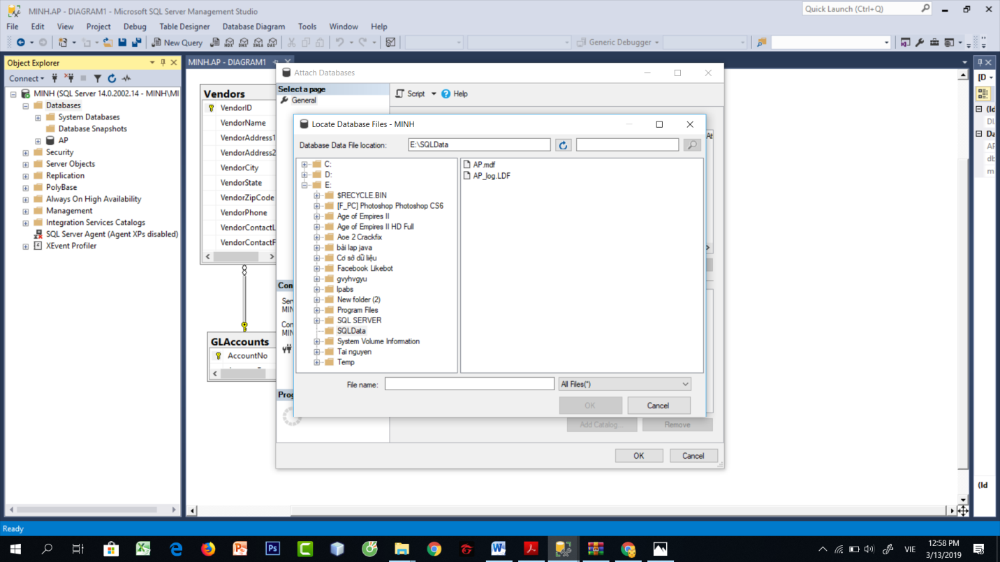 MINH.AP - DIAGRAM1 - Microsoft SQL Server Management Studio
Quick Launch (Ctrl+Q)
File Edit View Project Debug Table Designer Database Diagram Tools Window Help
New Query MDX DMX XMLA DAX Generic Debugger
Object Explorer
Connect
MINH (SQL Server 14.0.2002.14 - MINH\MI
Databases
System Databases
Database Snapshots
AP
Security
Server Objects
Replication
PolyBase
Always On High Availability
Management
Integration Services Catalogs
SQL Server Agent (Agent XPs disabled)
XEvent Profiler
MINH.AP - DIAGRAM1
Vendors
VendorID
VendorName
VendorAddress1
VendorAddress2
VendorCity
VendorState
VendorZipCode
VendorPhone
VendorContactL
VendorContactF
GLAccounts
AccountNo
Attach Databases
Select a page
General
Script Help
Con
Ser
MIN
Con
MIN
Prog
At
Locate Database Files - MINH
Database Data File location: E:\SQLData
C:
D:
E:
$RECYCLE.BIN
[F_PC] Photoshop Photoshop CS6
Age of Empires II
Age of Empires II HD Full
Aoe 2 Crackfix
bài lap java
Cơ sở dữ liệu
Facebook Likebot
gvyhvgyu
lpabs
New folder (2)
Program Files
SQL SERVER
SQLData
System Volume Information
Tai nguyen
Temp
AP.mdf
AP_log.LDF
File name: All Files(*)
OK Cancel
Add Catalog... Remove
OK Cancel
[D
(Id
DI
Da
AP
db
m
(Id
Ready
VIE
12:58 PM
3/13/2019